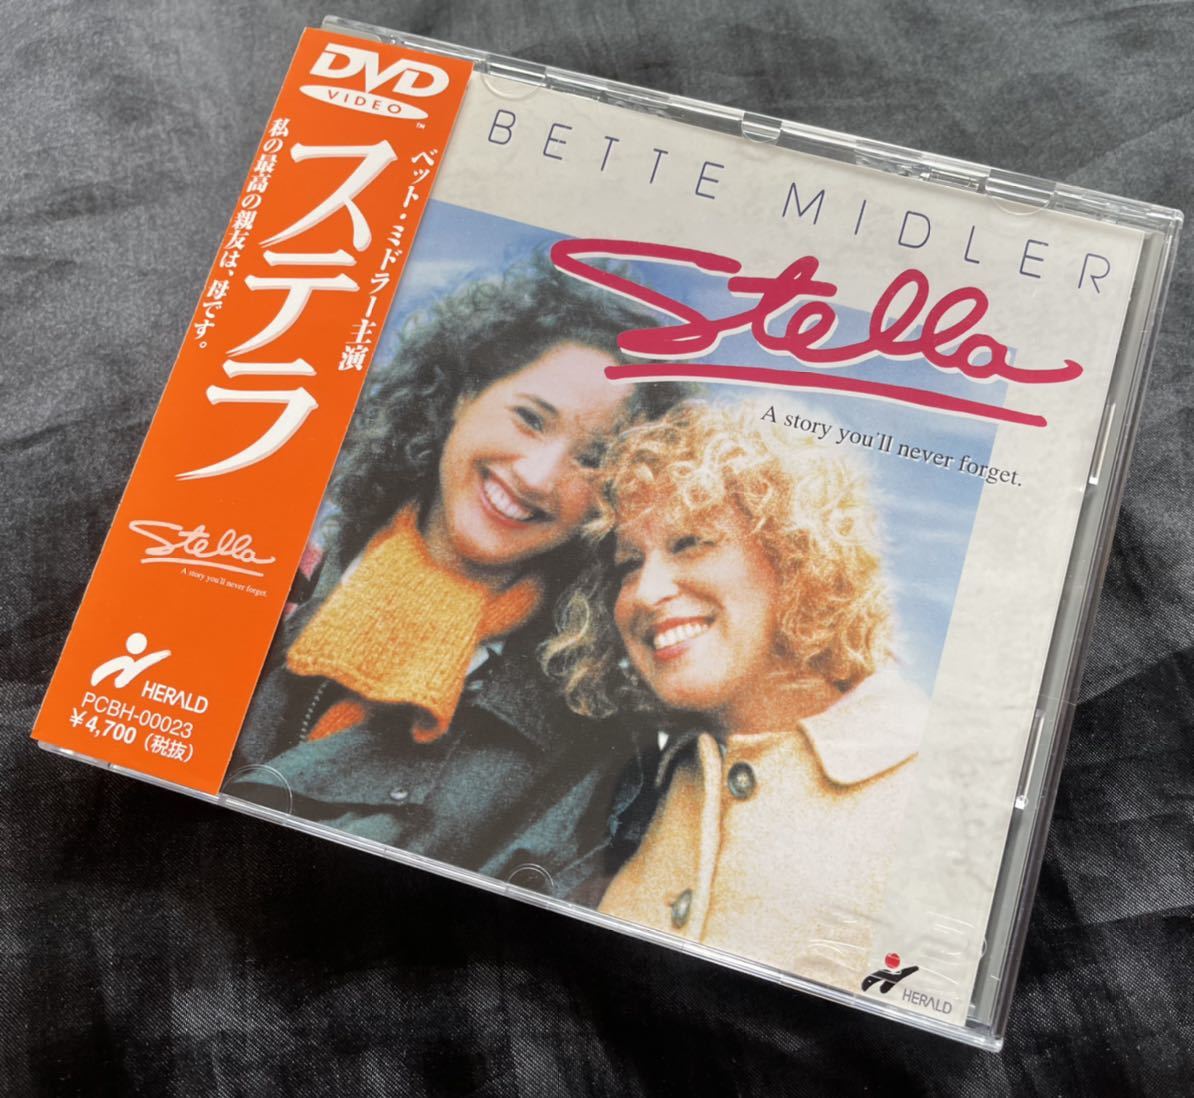 DVD
VIDEO
TM
ベット・ミドラー主演
ステラ
私の最高の親友は、母です。
Stella
A story you'll never forget.
HERALD
PCBH-00023
¥4,700（税抜）
BETTE MIDLER
Stella
A story you'll never forget.
HERALD